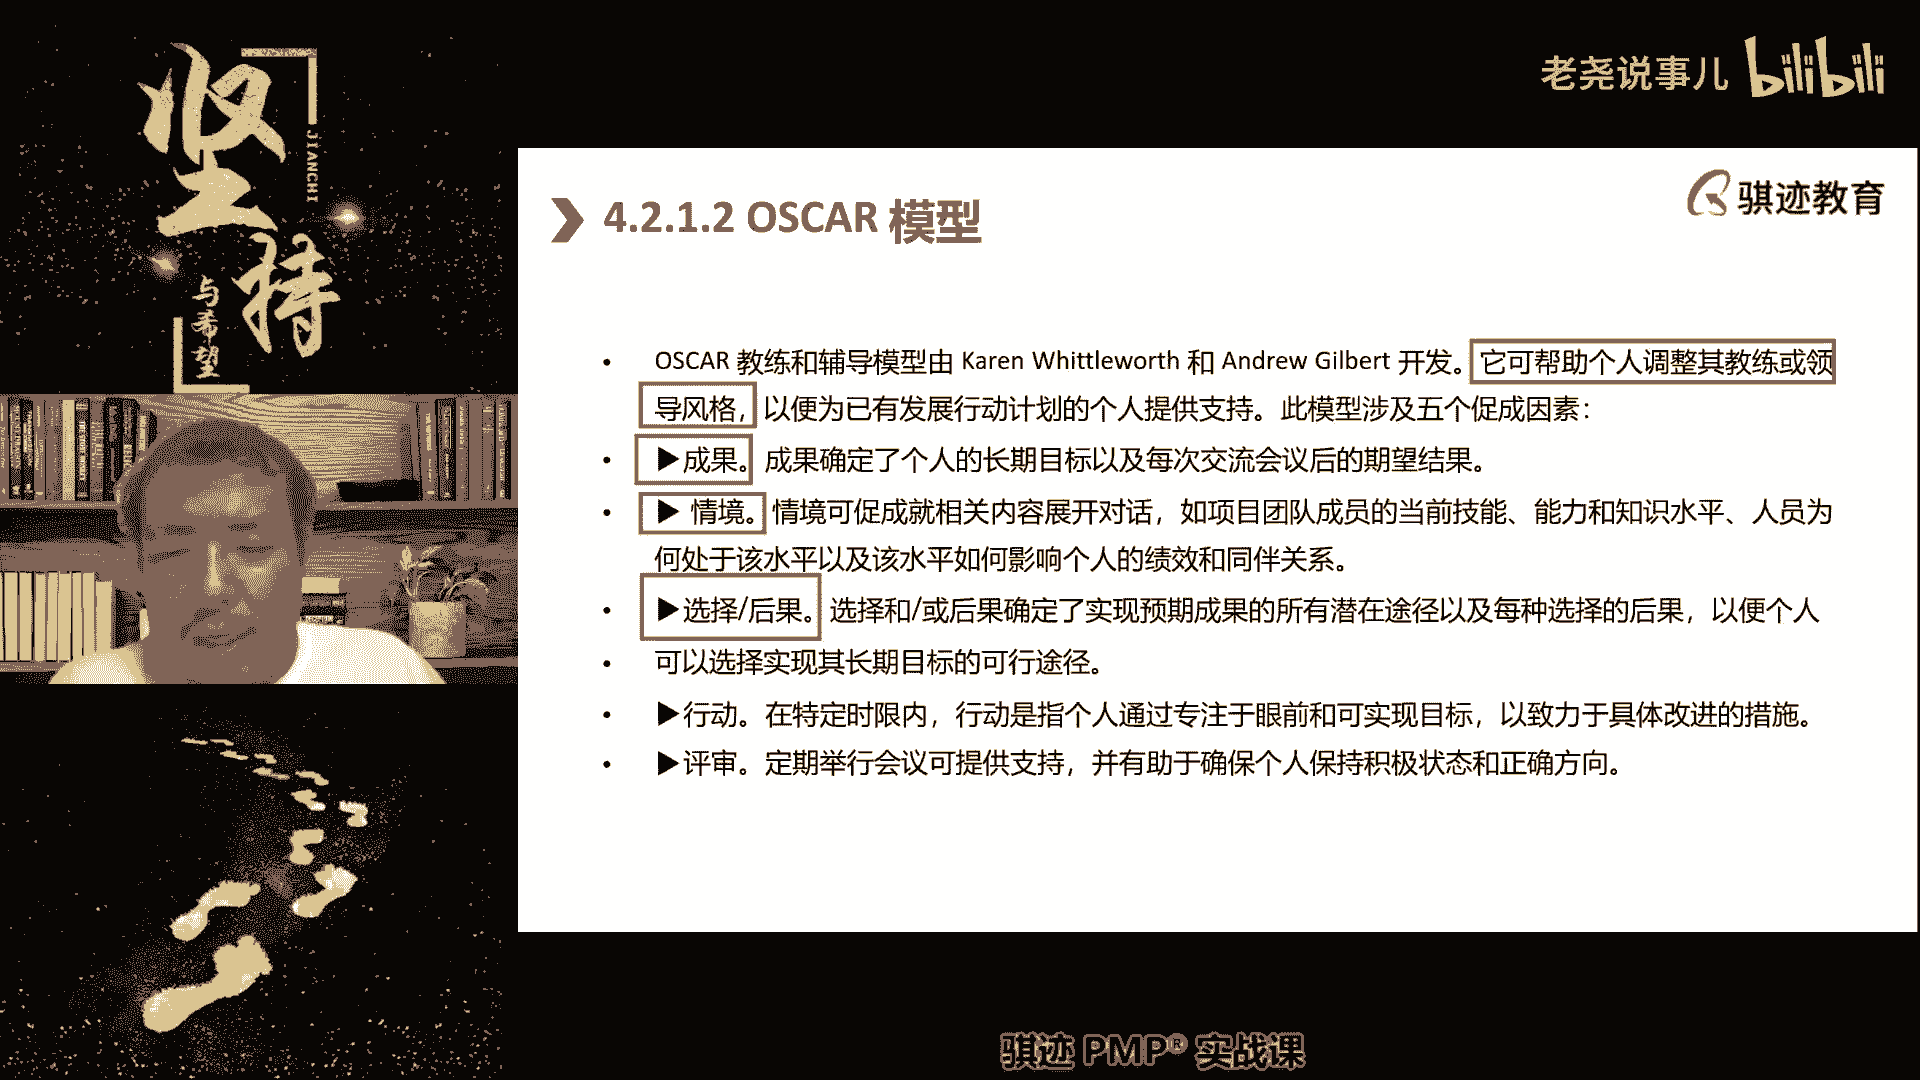 坚持
JIANCHI
与希望
老尧说事儿 bilibili
骐迹教育
4.2.1.2 OSCAR 模型
• OSCAR 教练和辅导模型由 Karen Whittleworth 和 Andrew Gilbert 开发。它可帮助个人调整其教练或领
导风格，以便为已有发展行动计划的个人提供支持。此模型涉及五个促成因素：
• ▶成果。成果确定了个人的长期目标以及每次交流会议后的期望结果。
• ▶ 情境。情境可促成就相关内容展开对话，如项目团队成员的当前技能、能力和知识水平、人员为
何处于该水平以及该水平如何影响个人的绩效和同伴关系。
• ▶选择/后果。选择和/或后果确定了实现预期成果的所有潜在途径以及每种选择的后果，以便个人
• 可以选择实现其长期目标的可行途径。
• ▶行动。在特定时限内，行动是指个人通过专注于眼前和可实现目标，以致力于具体改进的措施。
• ▶评审。定期举行会议可提供支持，并有助于确保个人保持积极状态和正确方向。
骐迹 PMP® 实战课